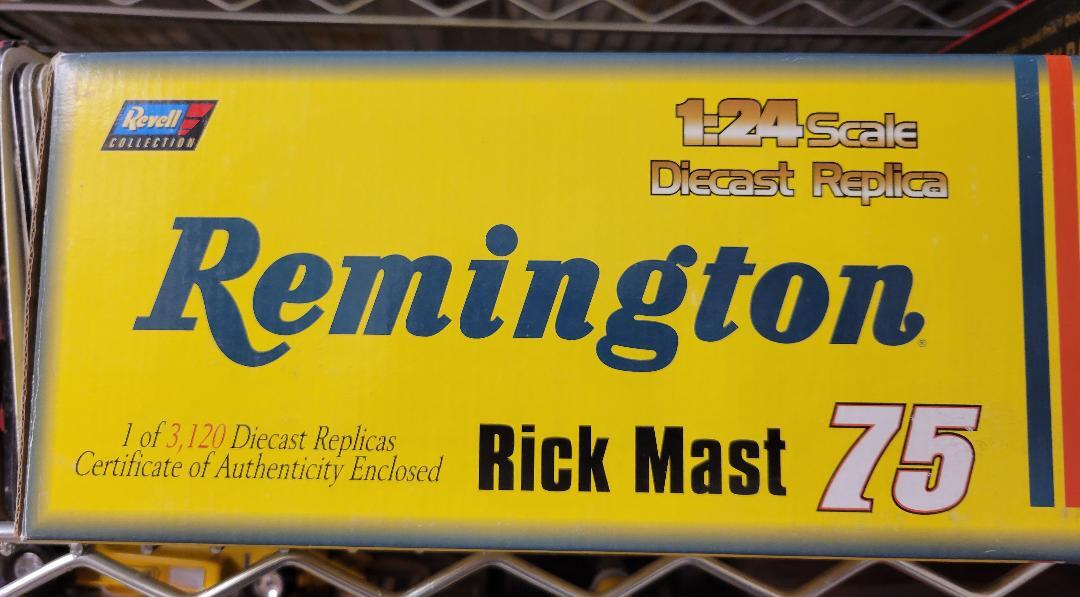 Revell
COLLECTION
1:24 Scale
Diecast Replica
Remington®
1 of 3,120 Diecast Replicas
Certificate of Authenticity Enclosed
Rick Mast 75